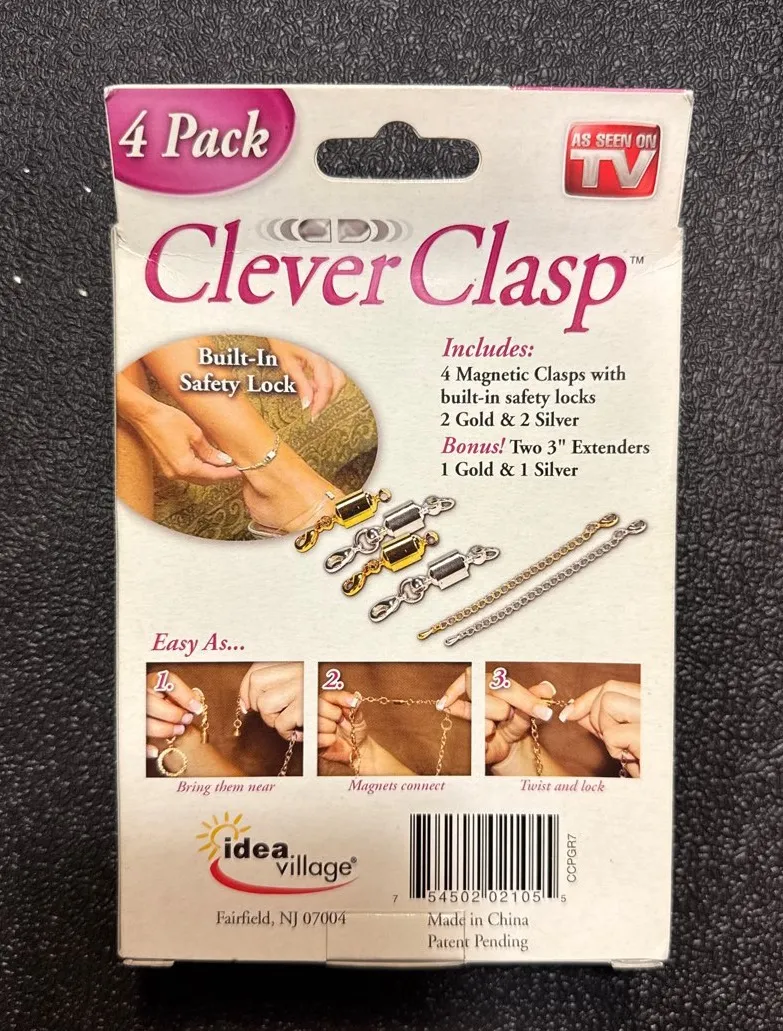 4 Pack
AS SEEN ON
TV
Clever Clasp™
Built-In
Safety Lock
Includes:
4 Magnetic Clasps with
built-in safety locks
2 Gold & 2 Silver
Bonus! Two 3" Extenders
1 Gold & 1 Silver
Easy As...
1.
2.
3.
Bring them near
Magnets connect
Twist and lock
idea
village®
Fairfield, NJ 07004
7 54502 02105 5
CCPGR7
Made in China
Patent Pending